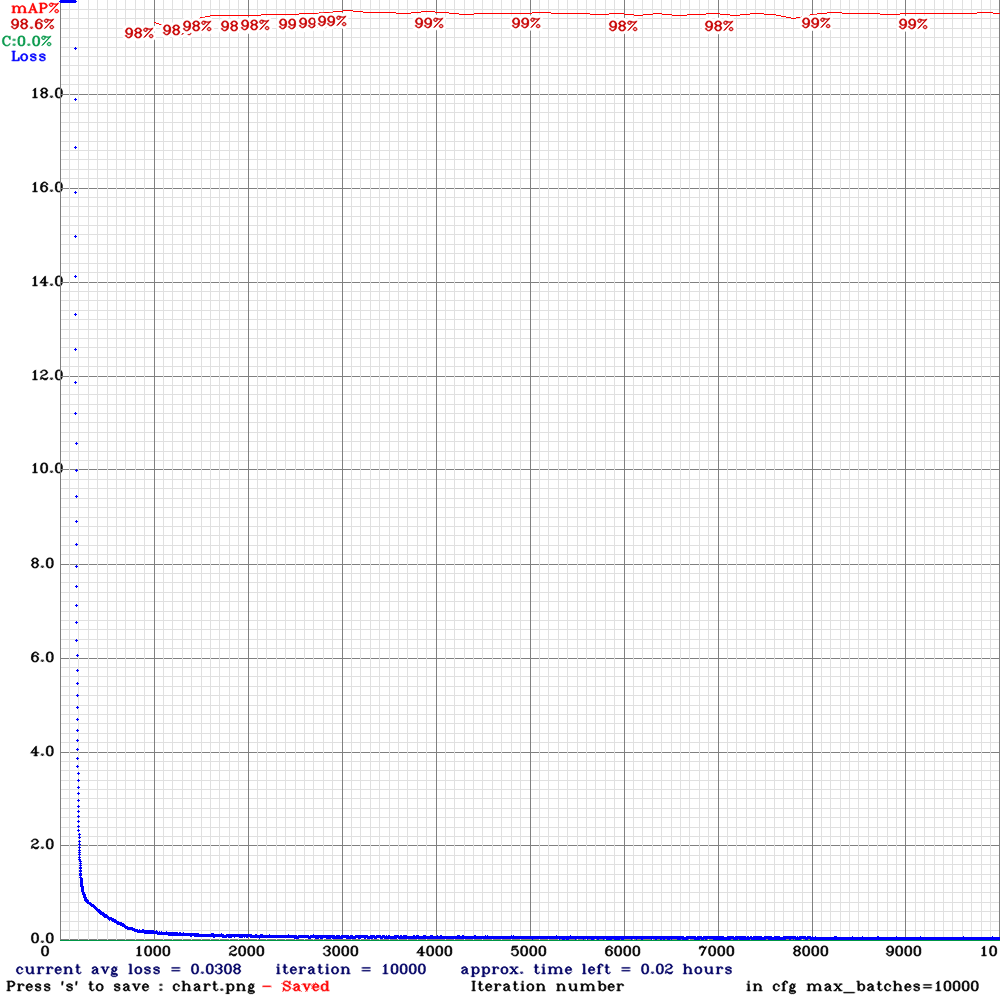 mAP%
98.6%
C:0.0%
Loss
98% 98% 98% 98 98% 99 99 99% 99% 99% 98% 98% 99% 99%
18.0
16.0
14.0
12.0
10.0
8.0
6.0
4.0
2.0
0.0
0 1000 2000 3000 4000 5000 6000 7000 8000 9000 10
current avg loss = 0.0308 iteration = 10000 approx. time left = 0.02 hours
Press 's' to save : chart.png - Saved Iteration number in cfg max_batches=10000